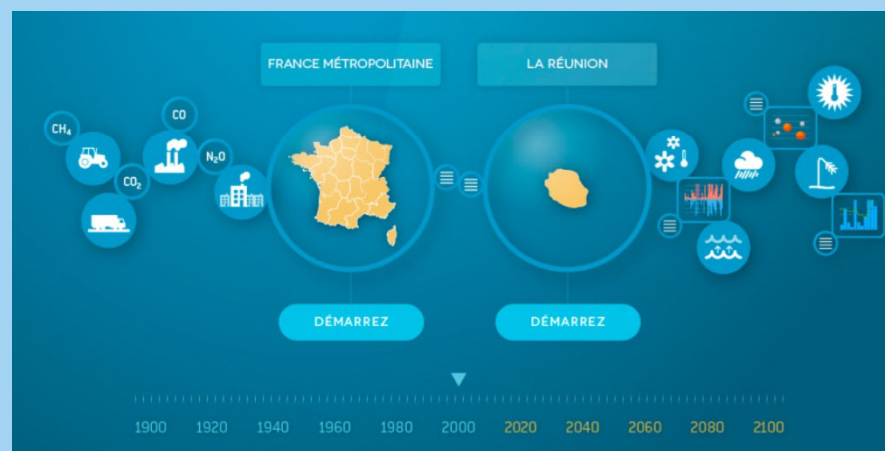 FRANCE MÉTROPOLITAINE
LA RÉUNION
CH₄
CO
CO₂
N₂O
DÉMARREZ
DÉMARREZ
1900 1920 1940 1960 1980 2000 2020 2040 2060 2080 2100